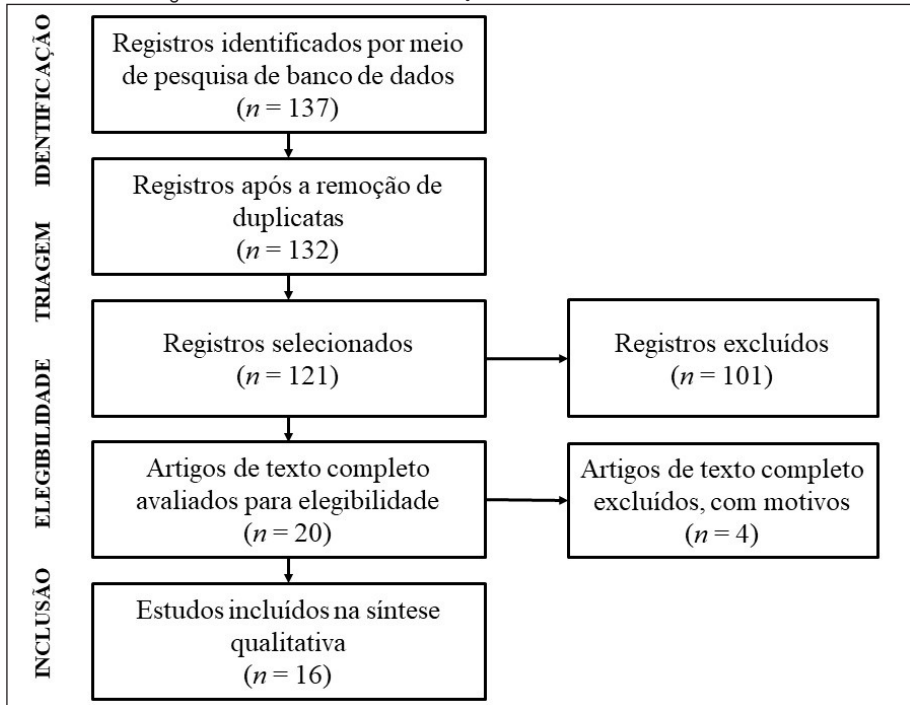 IDENTIFICAÇÃO
Registros identificados por meio
de pesquisa de banco de dados
(n = 137)
Registros após a remoção de
duplicatas
(n = 132)
TRIAGEM
Registros selecionados
(n = 121)
Registros excluídos
(n = 101)
ELEGIBILIDADE
Artigos de texto completo
avaliados para elegibilidade
(n = 20)
Artigos de texto completo
excluídos, com motivos
(n = 4)
INCLUSÃO
Estudos incluídos na síntese
qualitativa
(n = 16)